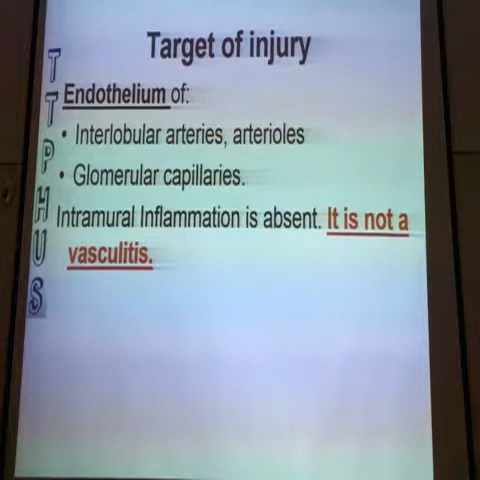 Target of injury
Endothelium of:
• Interlobular arteries, arterioles
• Glomerular capillaries.
Intramural Inflammation is absent. It is not a
vasculitis.
T
T
P
H
U
S